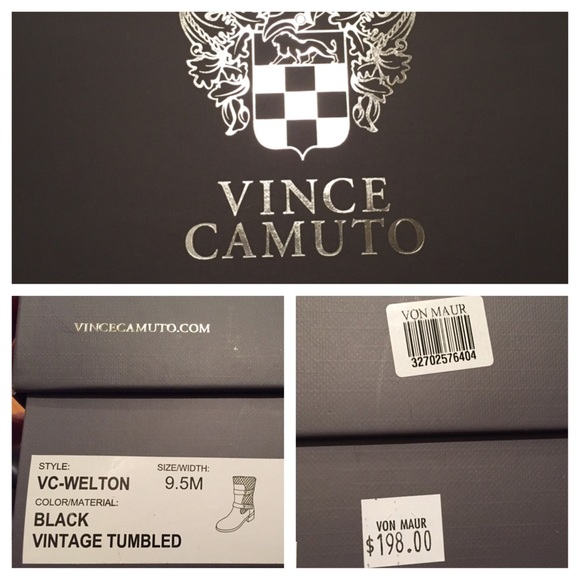 VINCE
CAMUTO
VINCECAMUTO.COM
STYLE: SIZE/WIDTH:
VC-WELTON 9.5M
COLOR/MATERIAL:
BLACK
VINTAGE TUMBLED
VON MAUR
32702576404
VON MAUR
$198.00